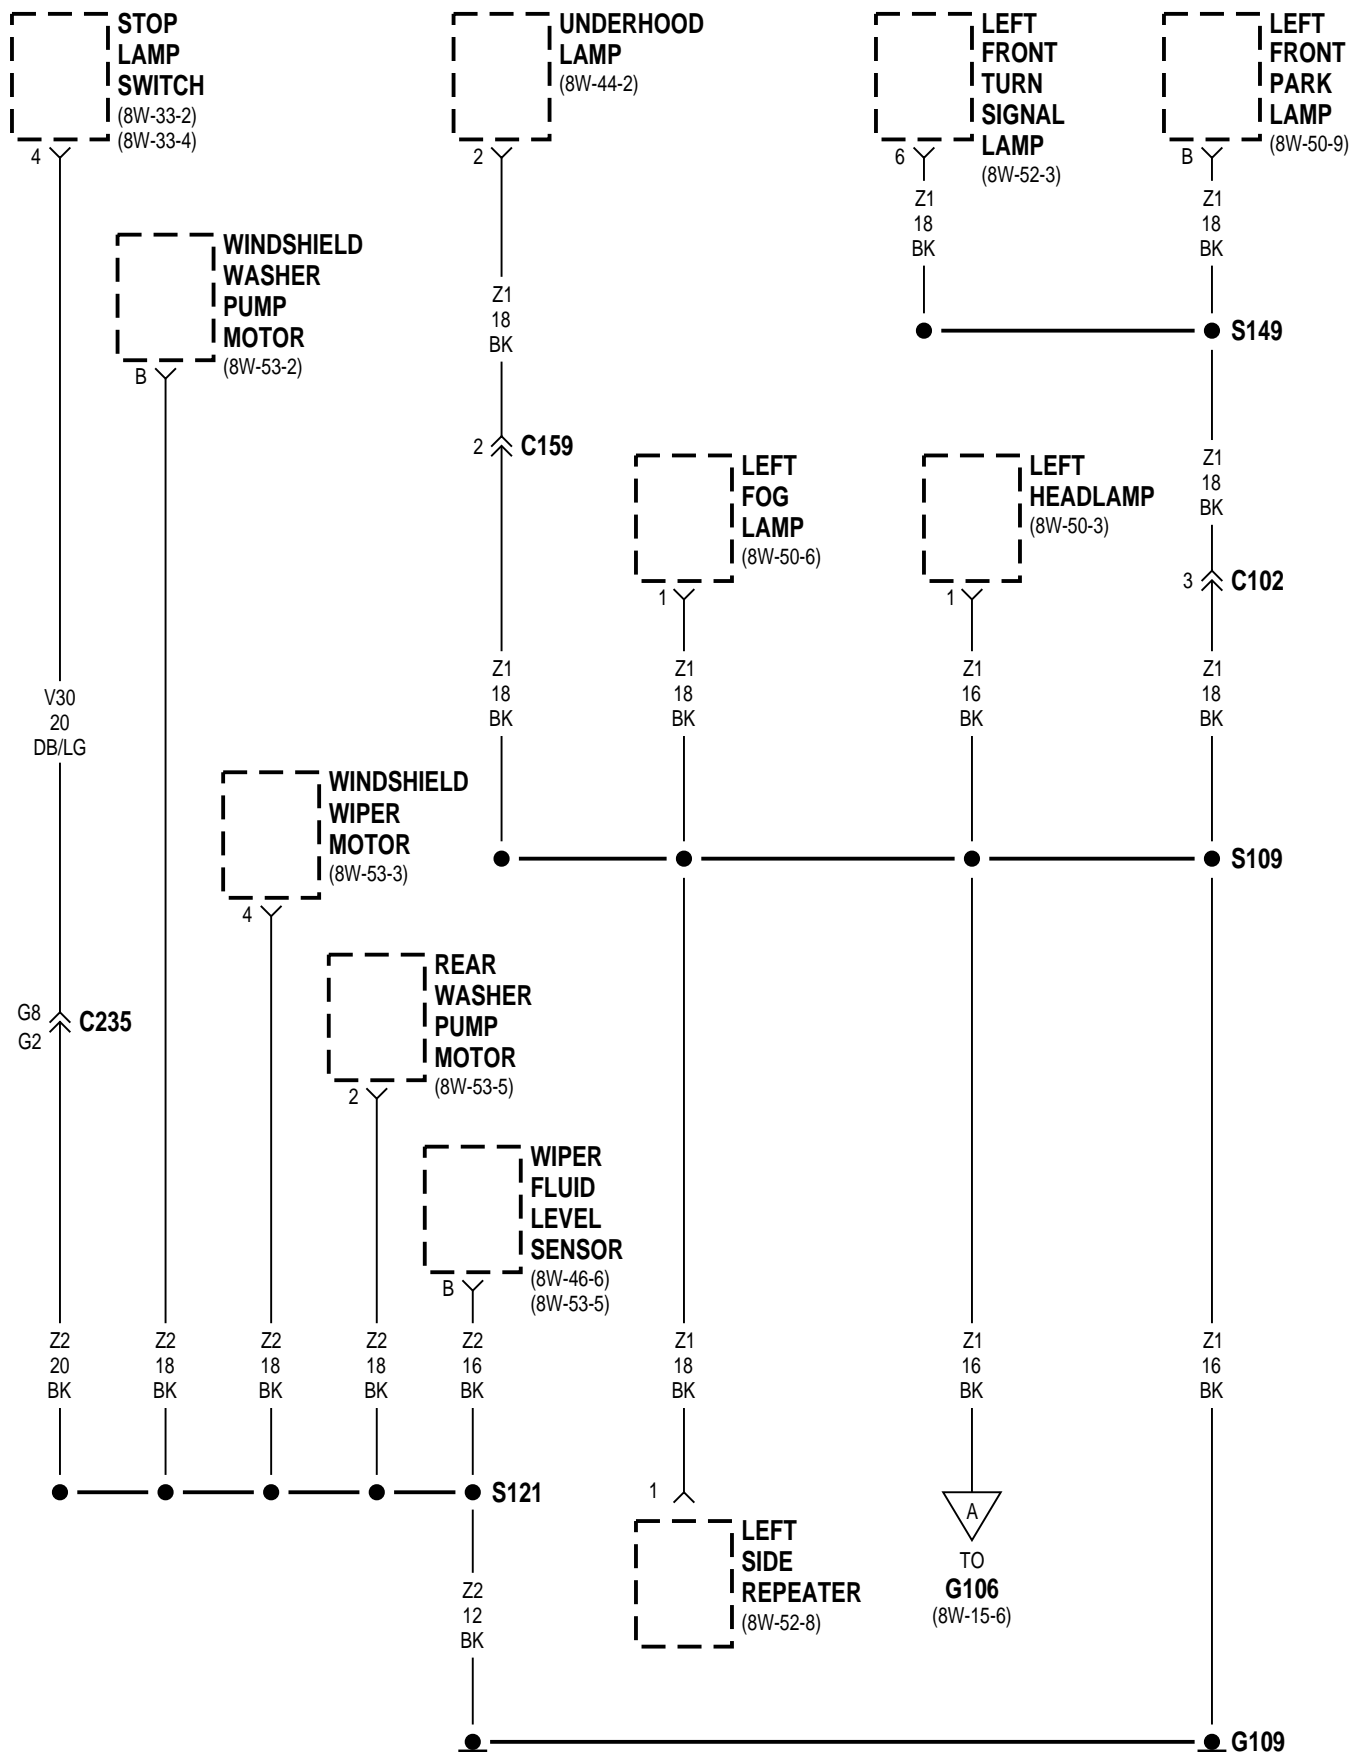 STOP
LAMP
SWITCH
(8W-33-2)
(8W-33-4)
4
UNDERHOOD
LAMP
(8W-44-2)
2
LEFT
FRONT
TURN
SIGNAL
LAMP
(8W-52-3)
6
LEFT
FRONT
PARK
LAMP
(8W-50-9)
B
Z1
18
BK
Z1
18
BK
WINDSHIELD
WASHER
PUMP
MOTOR
(8W-53-2)
B
Z1
18
BK
S149
2
C159
LEFT
FOG
LAMP
(8W-50-6)
1
LEFT
HEADLAMP
(8W-50-3)
1
Z1
18
BK
3
C102
V30
20
DB/LG
Z1
18
BK
Z1
18
BK
Z1
16
BK
Z1
18
BK
WINDSHIELD
WIPER
MOTOR
(8W-53-3)
4
S109
REAR
WASHER
PUMP
MOTOR
(8W-53-5)
2
G8
G2
C235
WIPER
FLUID
LEVEL
SENSOR
(8W-46-6)
(8W-53-5)
B
Z2
20
BK
Z2
18
BK
Z2
18
BK
Z2
18
BK
Z2
16
BK
Z1
18
BK
Z1
16
BK
Z1
16
BK
S121
1
LEFT
SIDE
REPEATER
(8W-52-8)
A
TO
G106
(8W-15-6)
Z2
12
BK
G109